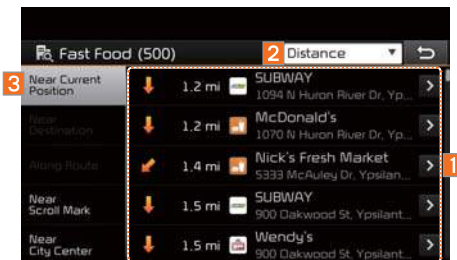 Fast Food (500)
2
Distance
3
Near Current
Position
1.2 mi
SUBWAY
1094 N Huron River Dr, Yp...
Near
Destination
1.2 mi
McDonald's
1070 N Huron River Dr, Yp...
Along Route
1.4 mi
Nick's Fresh Market
5333 McAuley Dr, Ypsilan...
1
Near
Scroll Mark
1.5 mi
SUBWAY
900 Oakwood St, Ypsilant...
Near
City Center
1.5 mi
Wendy's
900 Oakwood St, Ypsilant...